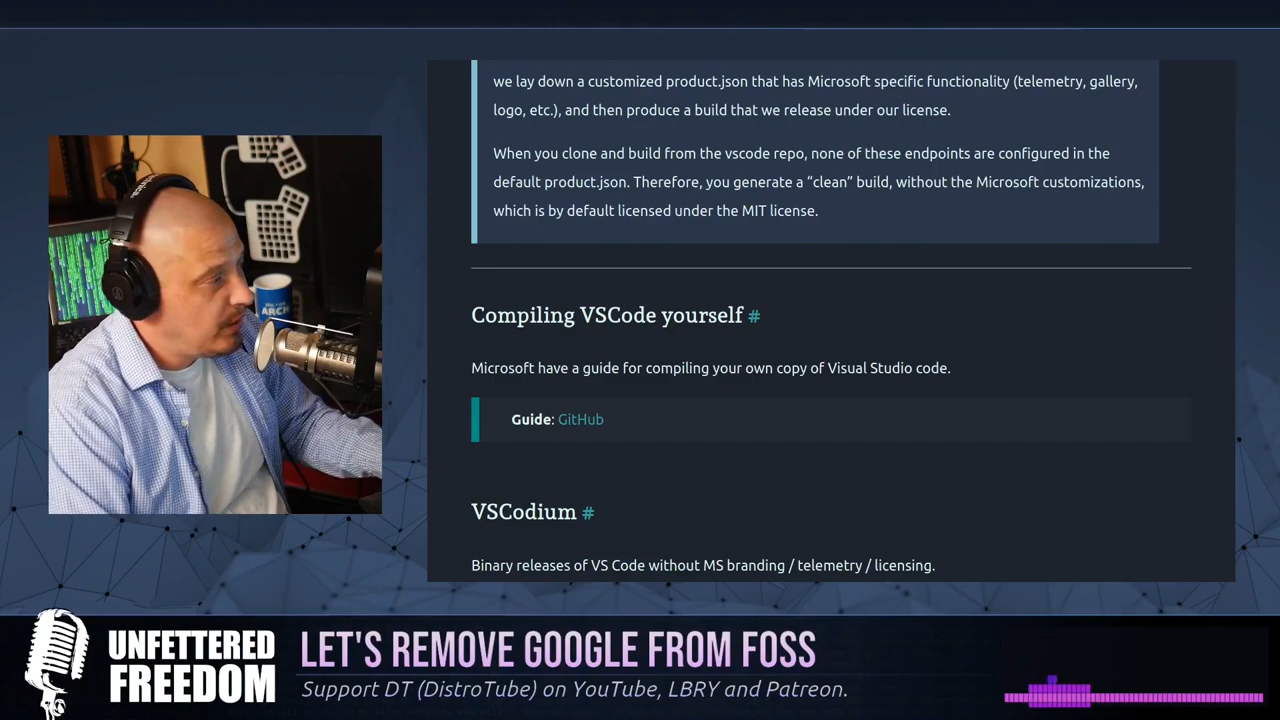 we lay down a customized product.json that has Microsoft specific functionality (telemetry, gallery,
logo, etc.), and then produce a build that we release under our license.
When you clone and build from the vscode repo, none of these endpoints are configured in the
default product.json. Therefore, you generate a “clean” build, without the Microsoft customizations,
which is by default licensed under the MIT license.
Compiling VSCode yourself #
Microsoft have a guide for compiling your own copy of Visual Studio code.
Guide: GitHub
VSCodium #
Binary releases of VS Code without MS branding / telemetry / licensing.
ARCH
UNFETTERED
FREEDOM
LET'S REMOVE GOOGLE FROM FOSS
Support DT (DistroTube) on YouTube, LBRY and Patreon.